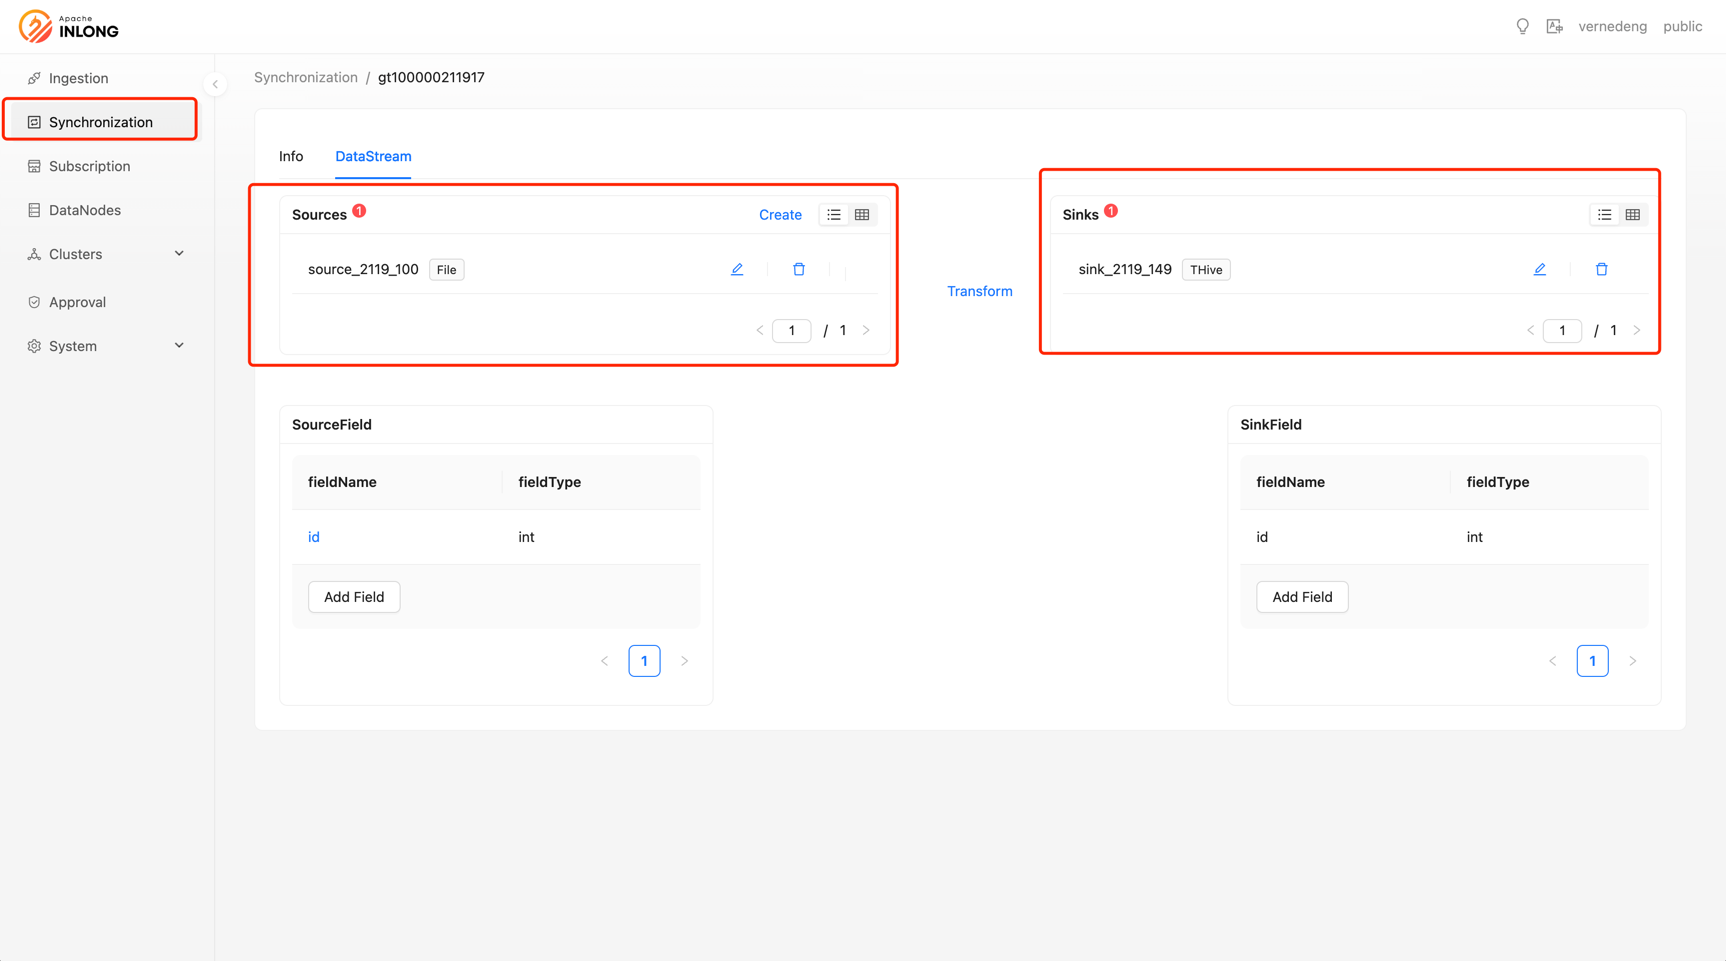 Apache
INLONG
vernedeng public
Ingestion
Synchronization
Subscription
DataNodes
Clusters
Approval
System
Synchronization / gt100000211917
Info DataStream
Sources 1 Create
source_2119_100 File
< 1 / 1 >
Transform
Sinks 1
sink_2119_149 THive
< 1 / 1 >
SourceField
fieldName fieldType
id int
Add Field
< 1 >
SinkField
fieldName fieldType
id int
Add Field
< 1 >